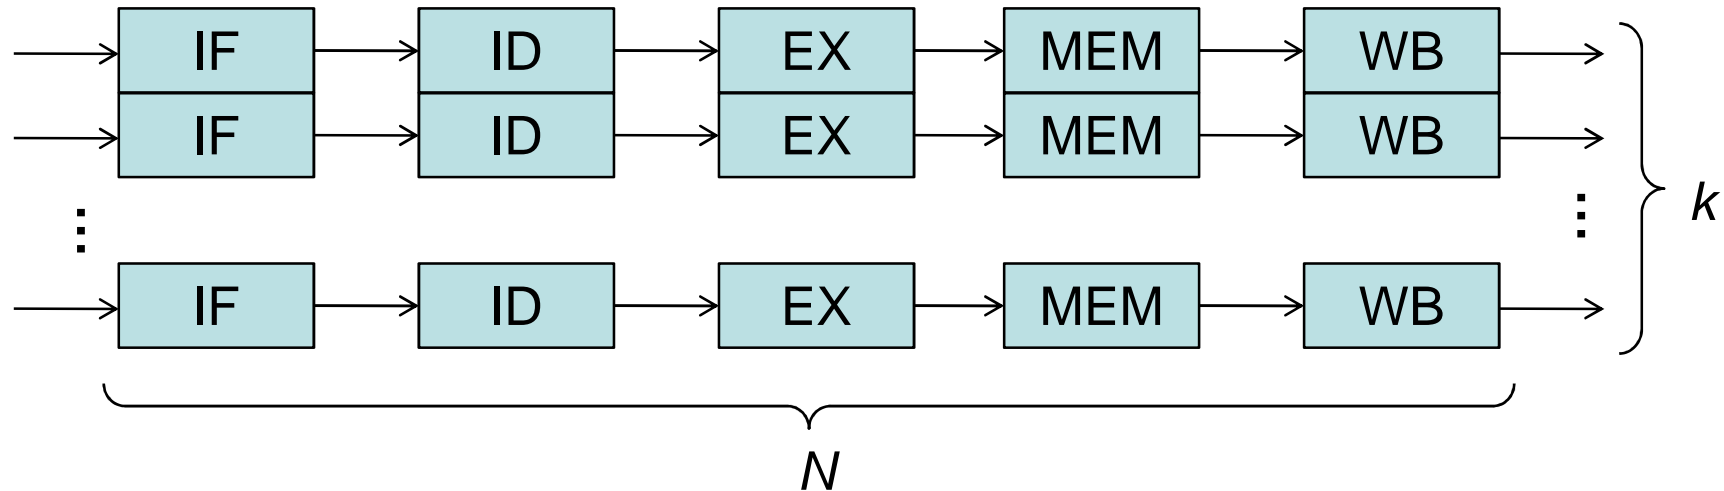 IF ID EX MEM WB
IF ID EX MEM WB
⋮ ⋮ k
IF ID EX MEM WB
N